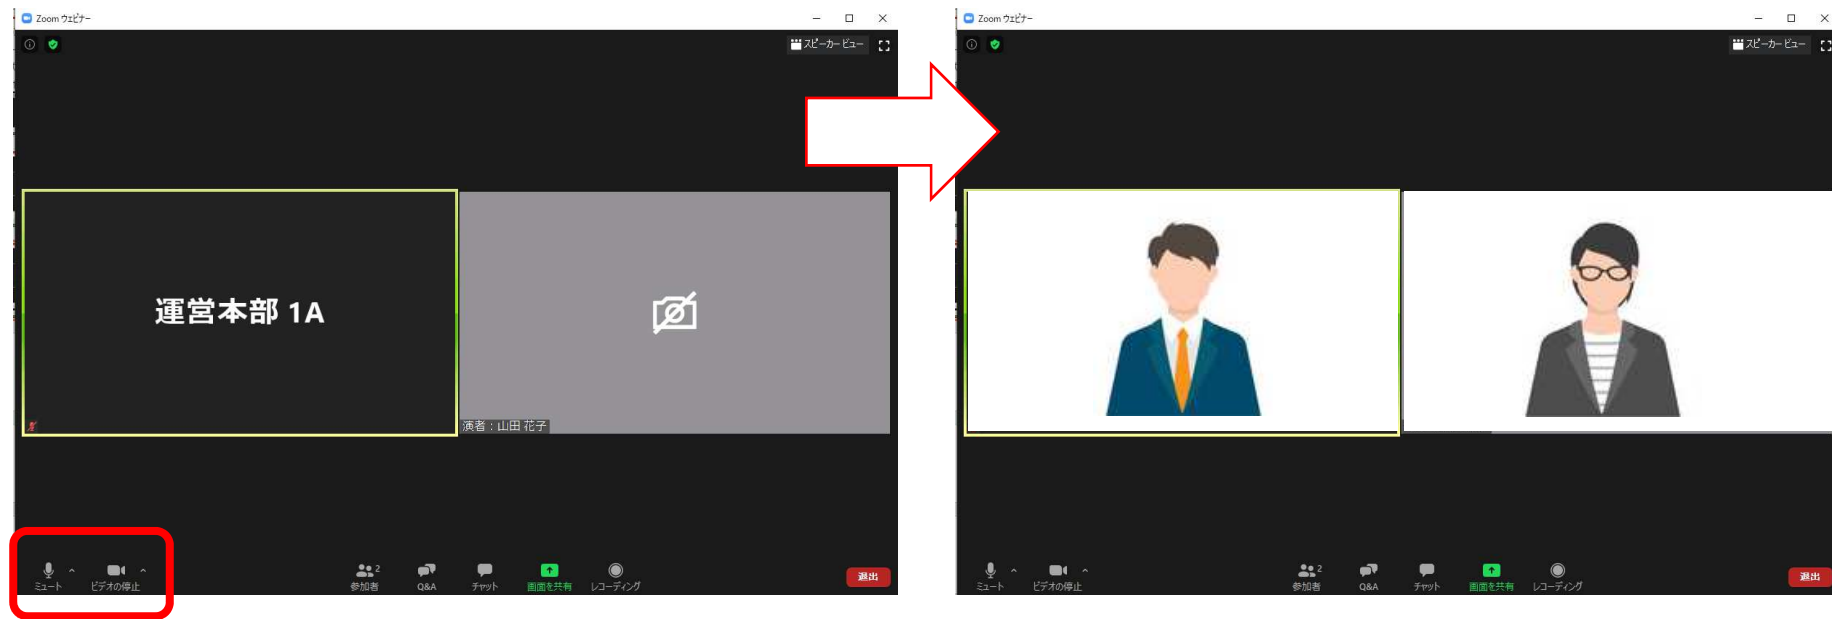 Zoom ウェビナー
スピーカー ビュー
運営本部 1A
演者：山田 花子
ミュート
ビデオの停止
2
参加者
Q&A
チャット
画面を共有
レコーディング
退出
Zoom ウェビナー
スピーカー ビュー
ミュート
ビデオの停止
2
参加者
Q&A
チャット
画面を共有
レコーディング
退出